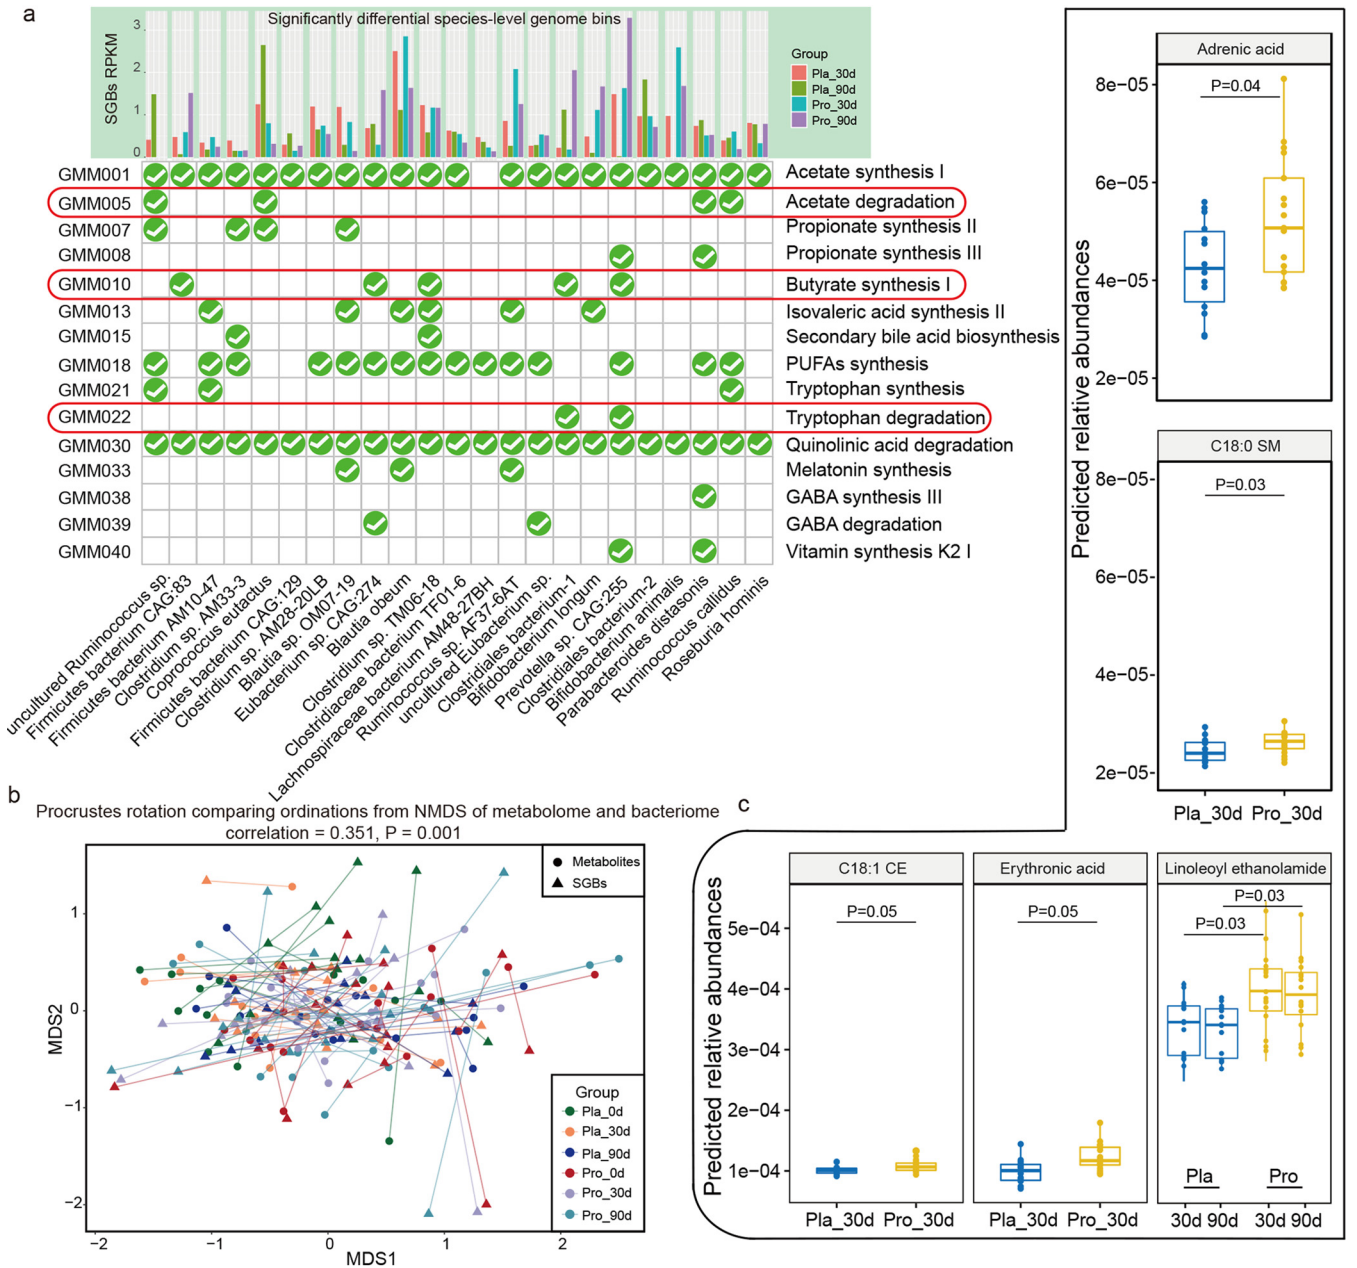 a
Significantly differential species-level genome bins
SGBs RPKM
3
2
1
0
Group
Pla_30d
Pla_90d
Pro_30d
Pro_90d
GMM001 Acetate synthesis I
GMM005 Acetate degradation
GMM007 Propionate synthesis II
GMM008 Propionate synthesis III
GMM010 Butyrate synthesis I
GMM013 Isovaleric acid synthesis II
GMM015 Secondary bile acid biosynthesis
GMM018 PUFAs synthesis
GMM021 Tryptophan synthesis
GMM022 Tryptophan degradation
GMM030 Quinolinic acid degradation
GMM033 Melatonin synthesis
GMM038 GABA synthesis III
GMM039 GABA degradation
GMM040 Vitamin synthesis K2 I
uncultured Ruminococcus sp.
Firmicutes bacterium CAG:83
Firmicutes bacterium AM10-47
Clostridium sp. AM33-3
Coprococcus eutactus
Firmicutes bacterium CAG:129
Clostridium sp. AM28-20LB
Blautia sp. OM07-19
Eubacterium sp. CAG:274
Blautia obeum
Clostridium sp. TM06-18
Clostridiaceae bacterium TF01-6
Lachnospiraceae bacterium AM48-27BH
Ruminococcus sp. AF37-6AT
uncultured Eubacterium sp.
Clostridiales bacterium-1
Bifidobacterium longum
Prevotella sp. CAG:255
Clostridiales bacterium-2
Bifidobacterium animalis
Parabacteroides distasonis
Ruminococcus callidus
Roseburia hominis
b
Procrustes rotation comparing ordinations from NMDS of metabolome and bacteriome
correlation = 0.351, P = 0.001
Metabolites
SGBs
MDS2
1
0
−1
−2
Group
Pla_0d
Pla_30d
Pla_90d
Pro_0d
Pro_30d
Pro_90d
−2 −1 0 1 2
MDS1
c
Predicted relative abundances
Adrenic acid
P=0.04
8e−05
6e−05
4e−05
2e−05
C18:0 SM
P=0.03
8e−05
6e−05
4e−05
2e−05
Pla_30d Pro_30d
Predicted relative abundances
C18:1 CE
P=0.05
5e−04
4e−04
3e−04
2e−04
1e−04
Pla_30d Pro_30d
Erythronic acid
P=0.05
Pla_30d Pro_30d
Linoleoyl ethanolamide
P=0.03
P=0.03
Pla Pro
30d 90d 30d 90d